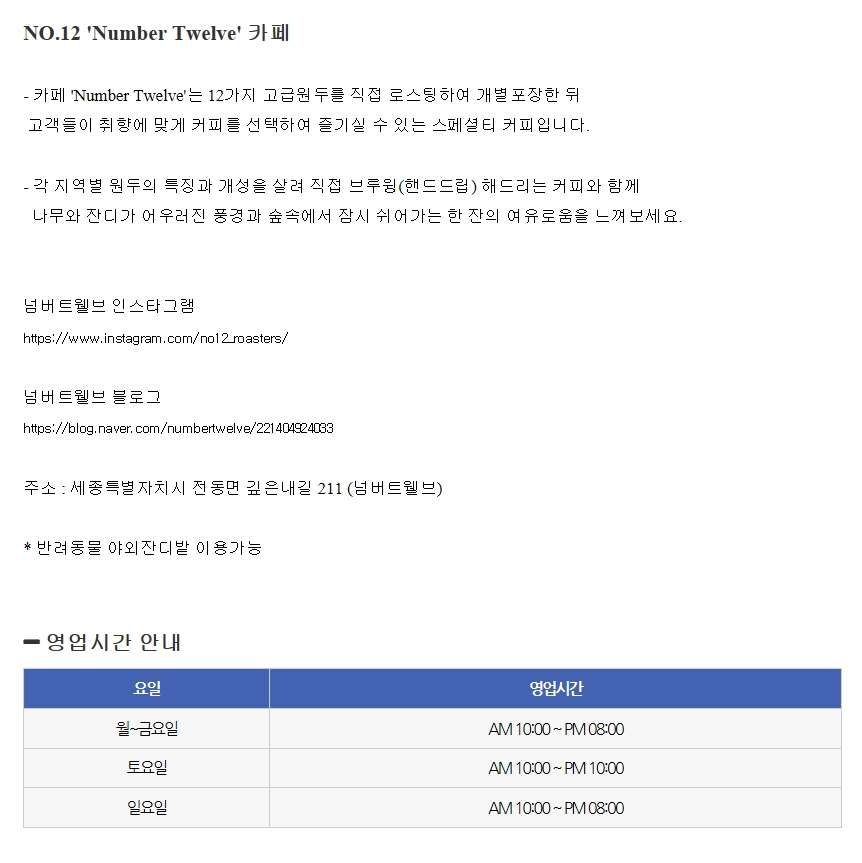 NO.12 'Number Twelve' 카페
- 카페 'Number Twelve'는 12가지 고급원두를 직접 로스팅하여 개별포장한 뒤
고객들이 취향에 맞게 커피를 선택하여 즐기실 수 있는 스페셜티 커피입니다.
- 각 지역별 원두의 특징과 개성을 살려 직접 브루윙(핸드드립) 해드리는 커피와 함께
나무와 잔디가 어우러진 풍경과 숲속에서 잠시 쉬어가는 한 잔의 여유로움을 느껴보세요.
넘버트웰브 인스타그램
https://www.instagram.com/no12_roasters/
넘버트웰브 블로그
https://blog.naver.com/numbertwelve/221404924033
주소 : 세종특별자치시 전동면 깊은내길 211 (넘버트웰브)
* 반려동물 야외잔디밭 이용가능
영업시간 안내
요일 영업시간
월~금요일 AM 10:00 ~ PM 08:00
토요일 AM 10:00 ~ PM 10:00
일요일 AM 10:00 ~ PM 08:00